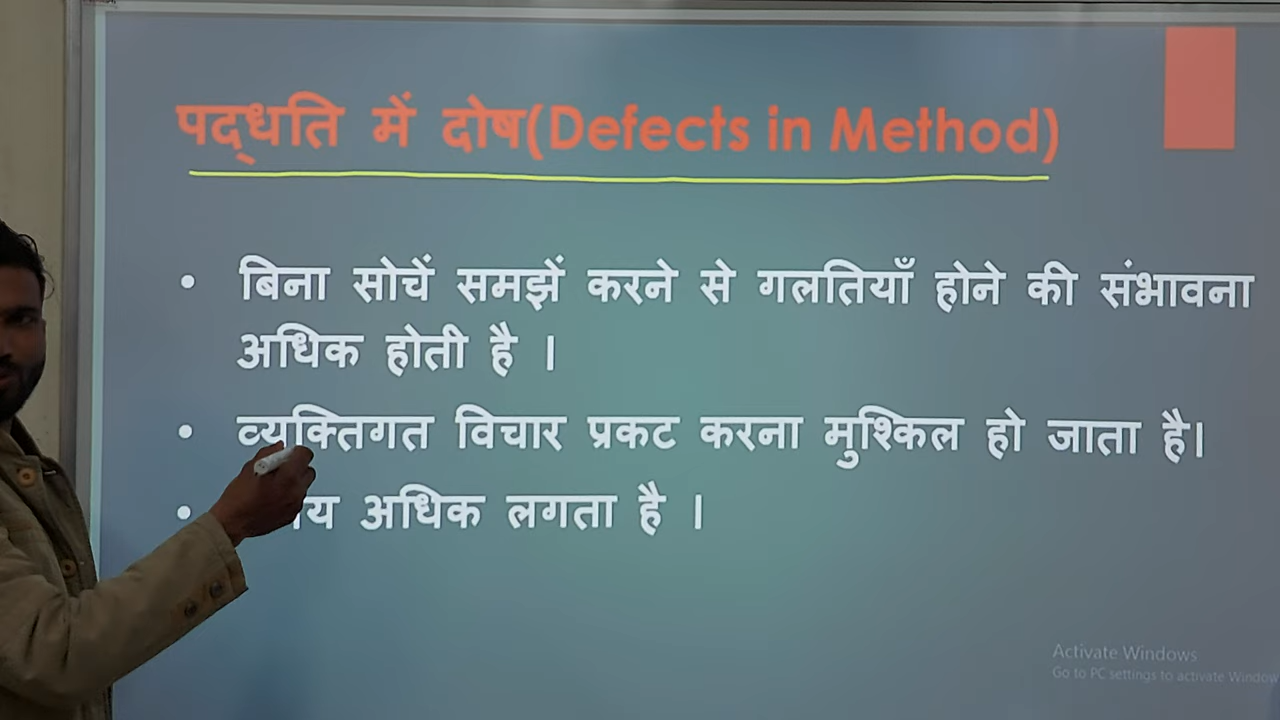 पद्धति में दोष(Defects in Method)
• बिना सोचें समझें करने से गलतियाँ होने की संभावना
अधिक होती है ।
• व्यक्तिगत विचार प्रकट करना मुश्किल हो जाता है।
• अधिक लगता है ।
Activate Windows
Go to PC settings to activate Window